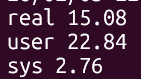 real 15.08
user 22.84
sys 2.76